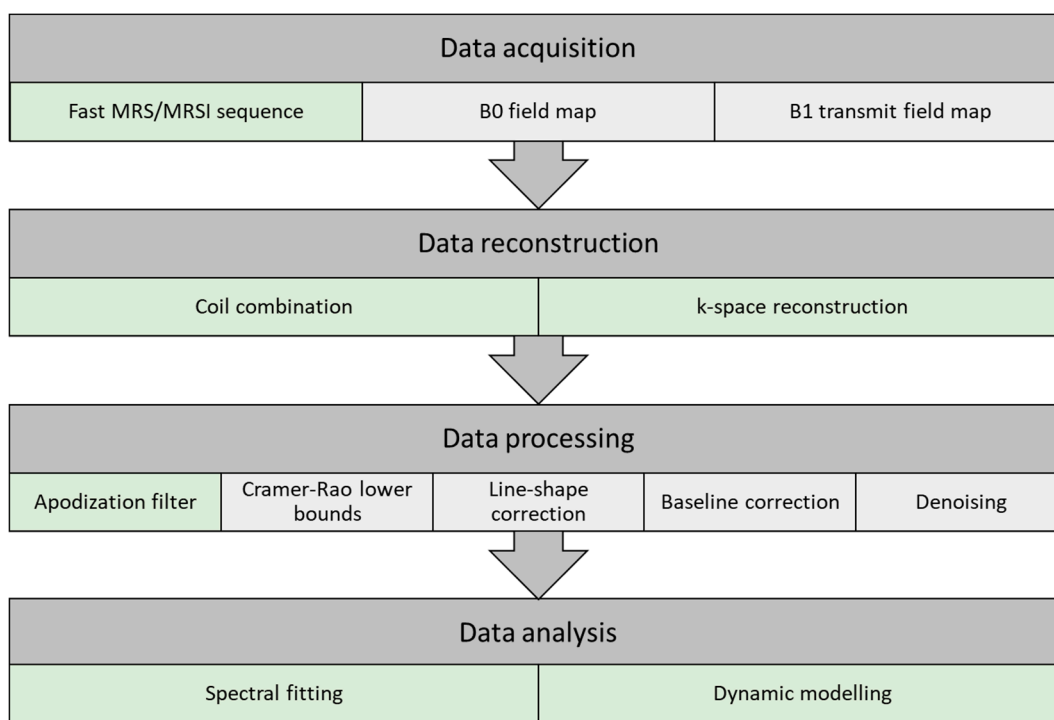 Data acquisition
Fast MRS/MRSI sequence
B0 field map
B1 transmit field map
Data reconstruction
Coil combination
k-space reconstruction
Data processing
Apodization filter
Cramer-Rao lower
bounds
Line-shape
correction
Baseline correction
Denoising
Data analysis
Spectral fitting
Dynamic modelling